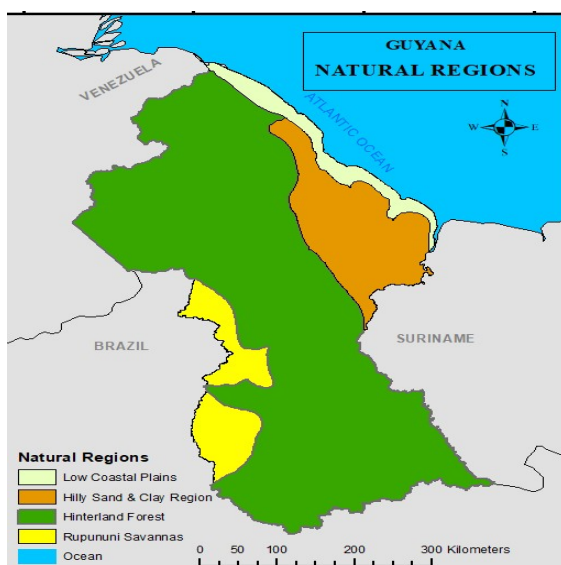 GUYANA
NATURAL REGIONS
VENEZUELA
ATLANTIC OCEAN
N
W E
S
SURINAME
BRAZIL
Natural Regions
Low Coastal Plains
Hilly Sand & Clay Region
Hinterland Forest
Rupununi Savannas
Ocean
0 50 100 200 300 Kilometers